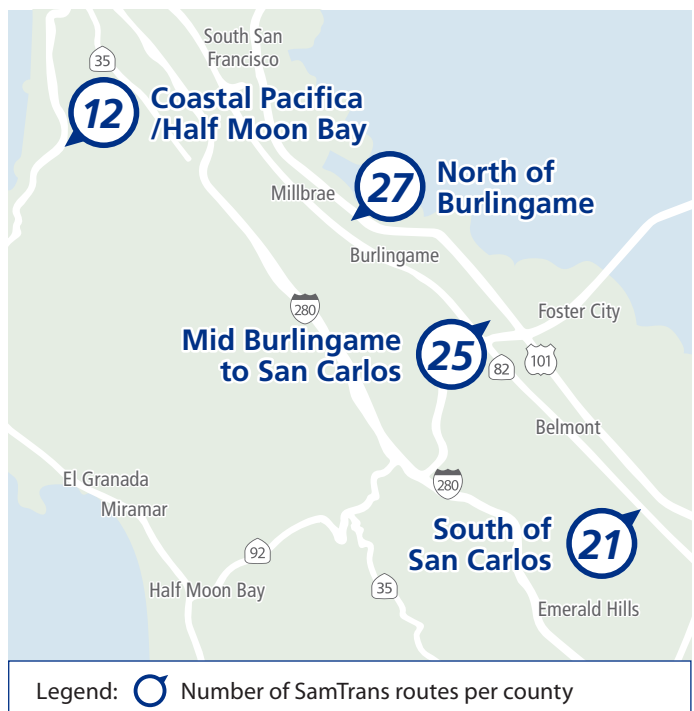 South San
Francisco
35
12
Coastal Pacifica
/Half Moon Bay
27
North of
Burlingame
Millbrae
Burlingame
280
Foster City
Mid Burlingame
to San Carlos
25
82
101
Belmont
El Granada
Miramar
280
South of
San Carlos
21
92
Half Moon Bay
35
Emerald Hills
Legend: Number of SamTrans routes per county